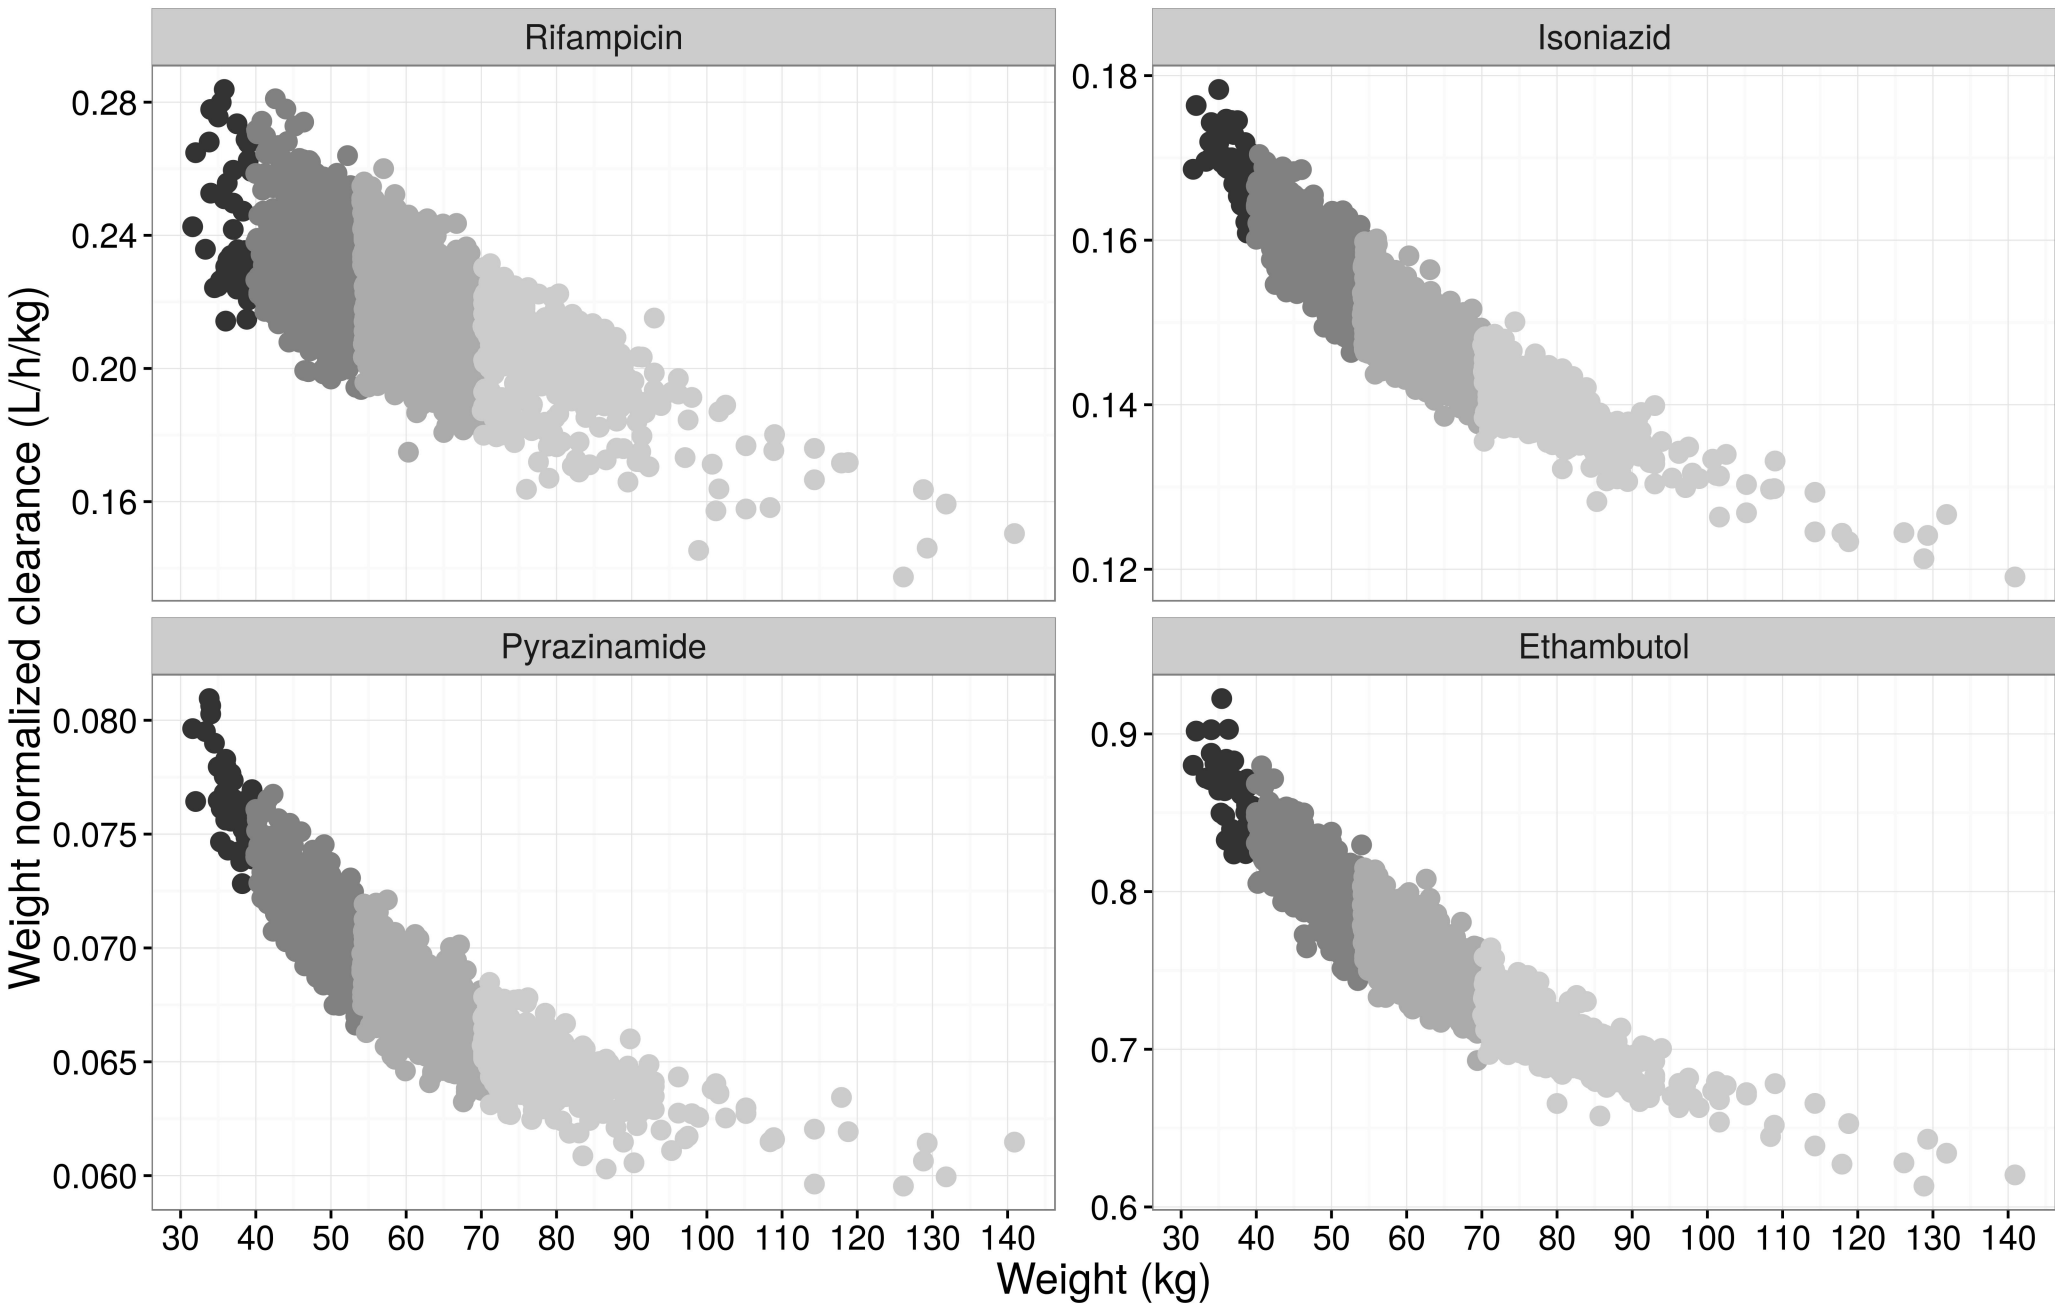 Rifampicin
Isoniazid
0.28
0.24
0.20
0.16
0.18
0.16
0.14
0.12
Weight normalized clearance (L/h/kg)
Pyrazinamide
Ethambutol
0.080
0.075
0.070
0.065
0.060
0.9
0.8
0.7
0.6
30 40 50 60 70 80 90 100 110 120 130 140
30 40 50 60 70 80 90 100 110 120 130 140
Weight (kg)